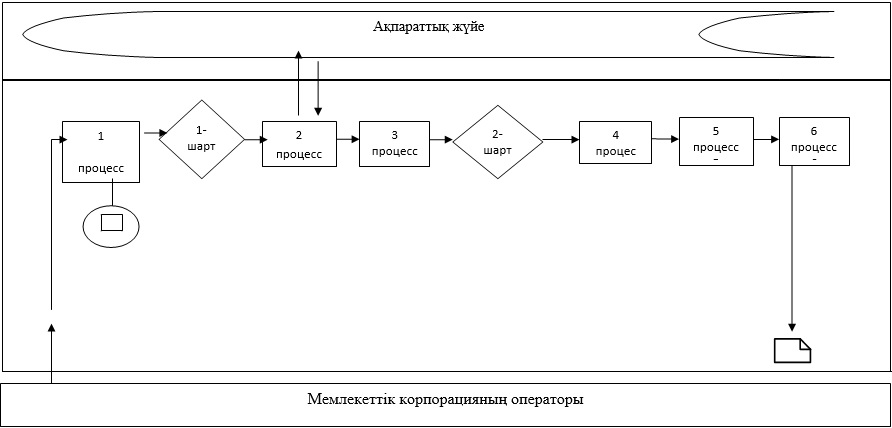 Ақпараттық жүйе
1
процесс
1-
шарт
2
процесс
3
процесс
2-
шарт
4
процес
5
процесс
6
процесс
Мемлекеттік корпорацияның операторы